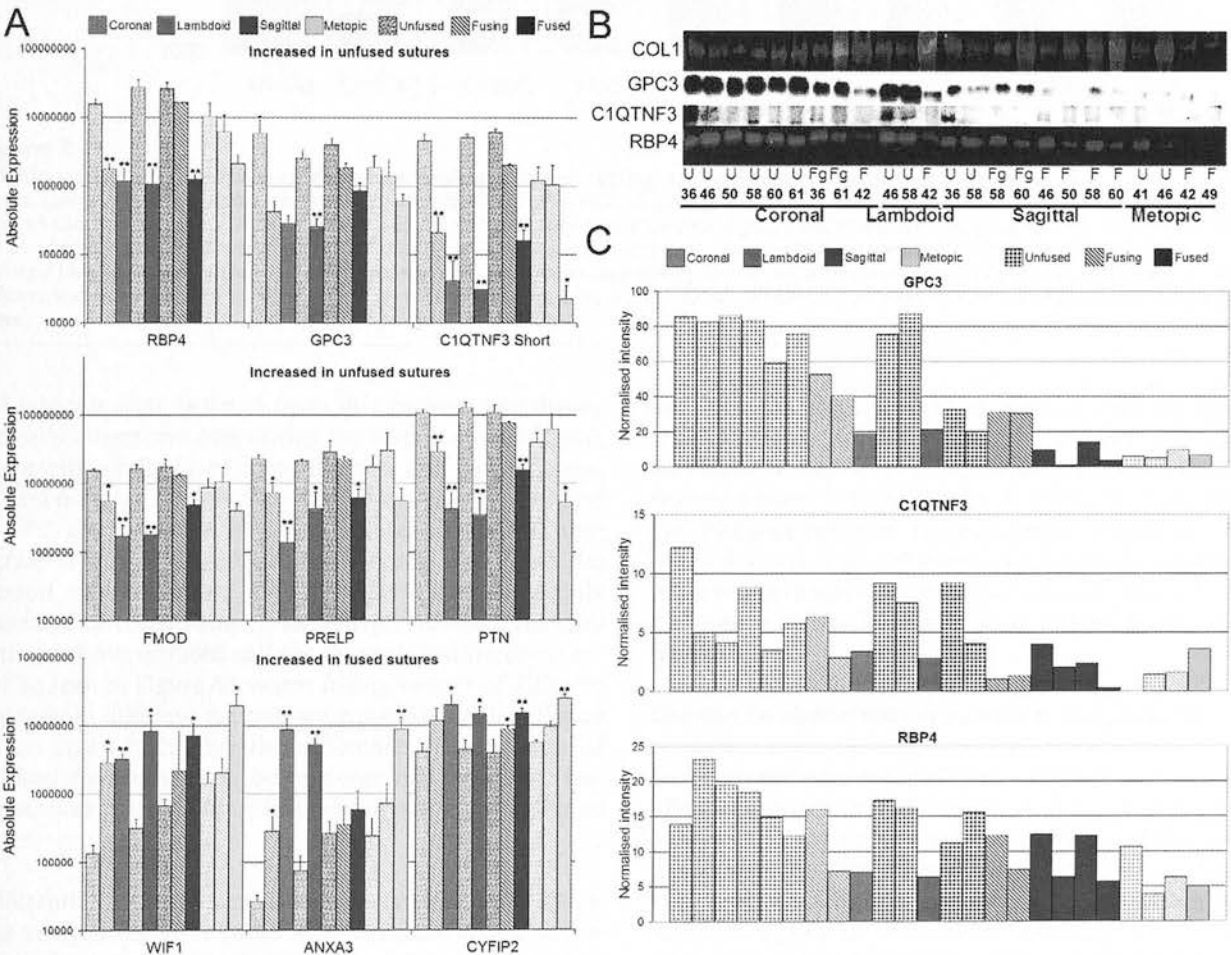 A
Coronal Lambdoid Sagittal Metopic Unfused Fusing Fused
Increased in unfused sutures
Absolute Expression
100000000
10000000
1000000
100000
10000
** ** ** **
** **
** ** ** ** *
RBP4 GPC3 C1QTNF3 Short
Increased in unfused sutures
Absolute Expression
100000000
10000000
1000000
100000
* ** ** *
* ** * *
** * * ** *
FMOD PRELP PTN
Increased in fused sutures
Absolute Expression
100000000
10000000
1000000
100000
10000
* ** * * *
* ** ** **
* * * ** **
WIF1 ANXA3 CYFIP2
B
COL1
GPC3
C1QTNF3
RBP4
U U U U U U Fg Fg F U U F U U Fg Fg F F F F U U F F
36 46 50 58 60 61 36 61 42 46 58 42 36 58 58 60 46 50 58 60 41 46 42 49
Coronal Lambdoid Sagittal Metopic
C
Coronal Lambdoid Sagittal Metopic Unfused Fusing Fused
GPC3
Normalised intensity
100
80
60
40
20
0
C1QTNF3
Normalised intensity
15
10
5
0
RBP4
Normalised intensity
25
20
15
10
5
0